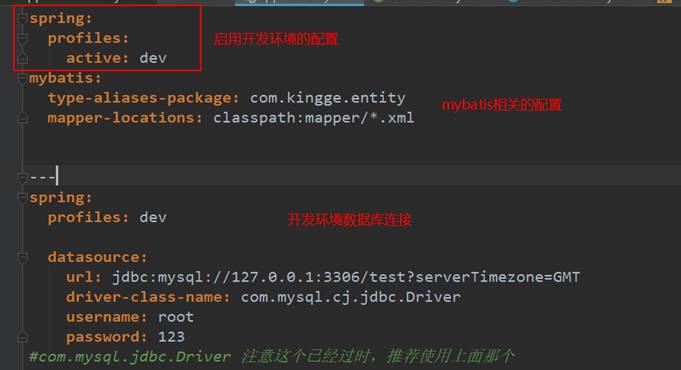 spring:
profiles: 启用开发环境的配置
active: dev
mybatis:
type-aliases-package: com.kingge.entity
mybatis相关的配置
mapper-locations: classpath:mapper/*.xml
---
spring:
profiles: dev 开发环境数据库连接
datasource:
url: jdbc:mysql://127.0.0.1:3306/test?serverTimezone=GMT
driver-class-name: com.mysql.cj.jdbc.Driver
username: root
password: 123
#com.mysql.jdbc.Driver 注意这个已经过时，推荐使用上面那个